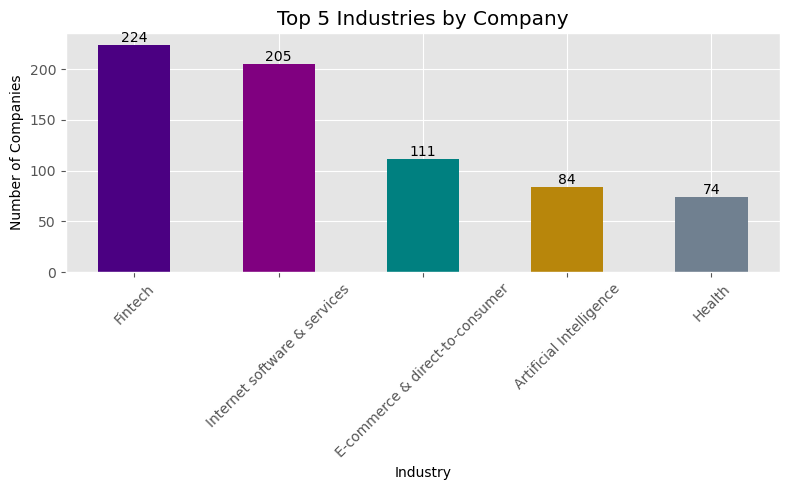 Top 5 Industries by Company
Number of Companies
200
150
100
50
0
224
205
111
84
74
Fintech
Internet software & services
E-commerce & direct-to-consumer
Artificial Intelligence
Health
Industry